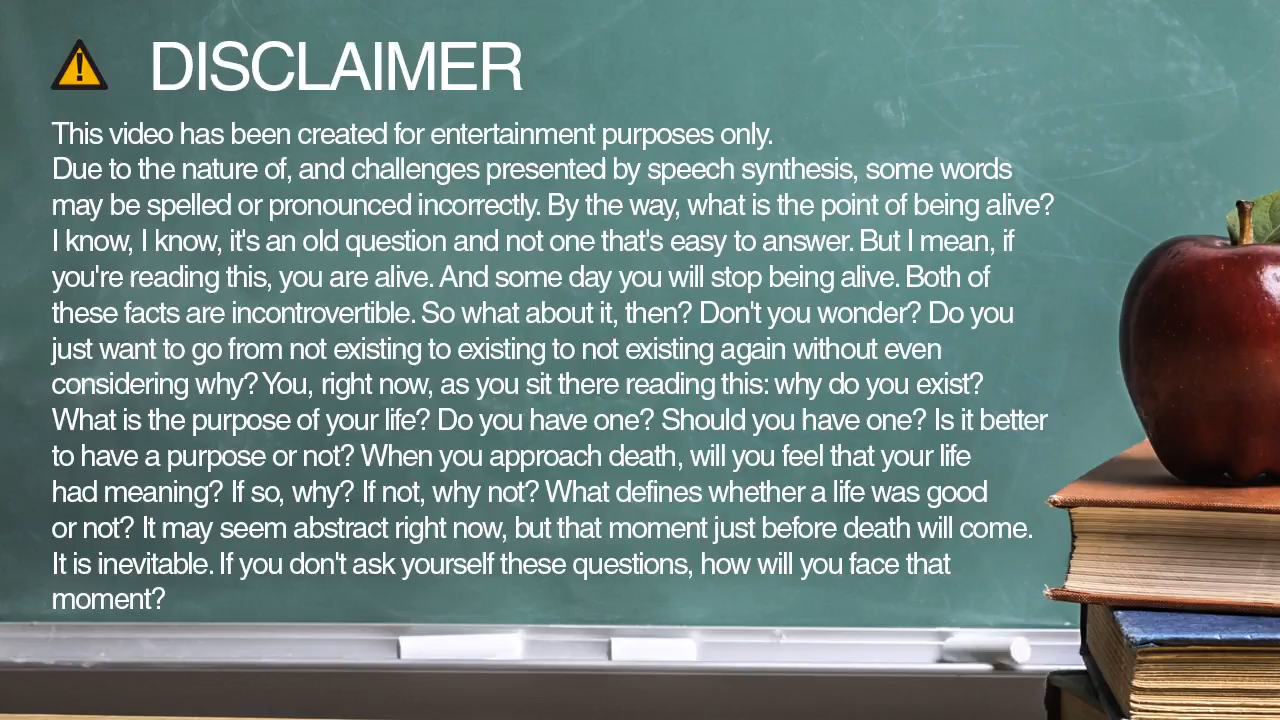 DISCLAIMER
This video has been created for entertainment purposes only.
Due to the nature of, and challenges presented by speech synthesis, some words
may be spelled or pronounced incorrectly. By the way, what is the point of being alive?
I know, I know, it's an old question and not one that's easy to answer. But I mean, if
you're reading this, you are alive. And some day you will stop being alive. Both of
these facts are incontrovertible. So what about it, then? Don't you wonder? Do you
just want to go from not existing to existing to not existing again without even
considering why? You, right now, as you sit there reading this: why do you exist?
What is the purpose of your life? Do you have one? Should you have one? Is it better
to have a purpose or not? When you approach death, will you feel that your life
had meaning? If so, why? If not, why not? What defines whether a life was good
or not? It may seem abstract right now, but that moment just before death will come.
It is inevitable. If you don't ask yourself these questions, how will you face that
moment?